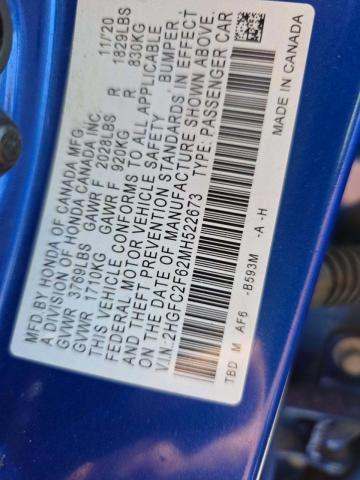 MFD.BY HONDA OF CANADA MFG. 11/20
A DIVISION OF HONDA CANADA INC.
GVWR 3769LBS GAWR F 2028LBS R 1829LBS
GVWR 1710KG GAWR F 920KG R 830KG
THIS VEHICLE CONFORMS TO ALL APPLICABLE
FEDERAL MOTOR VEHICLE SAFETY BUMPER
AND THEFT PREVENTION STANDARDS IN EFFECT
ON THE DATE OF MANUFACTURE SHOWN ABOVE.
V.I.N. 2HGFC2F62MH522673 TYPE: PASSENGER CAR
TBD M AF6 -B593M -A -H
MADE IN CANADA